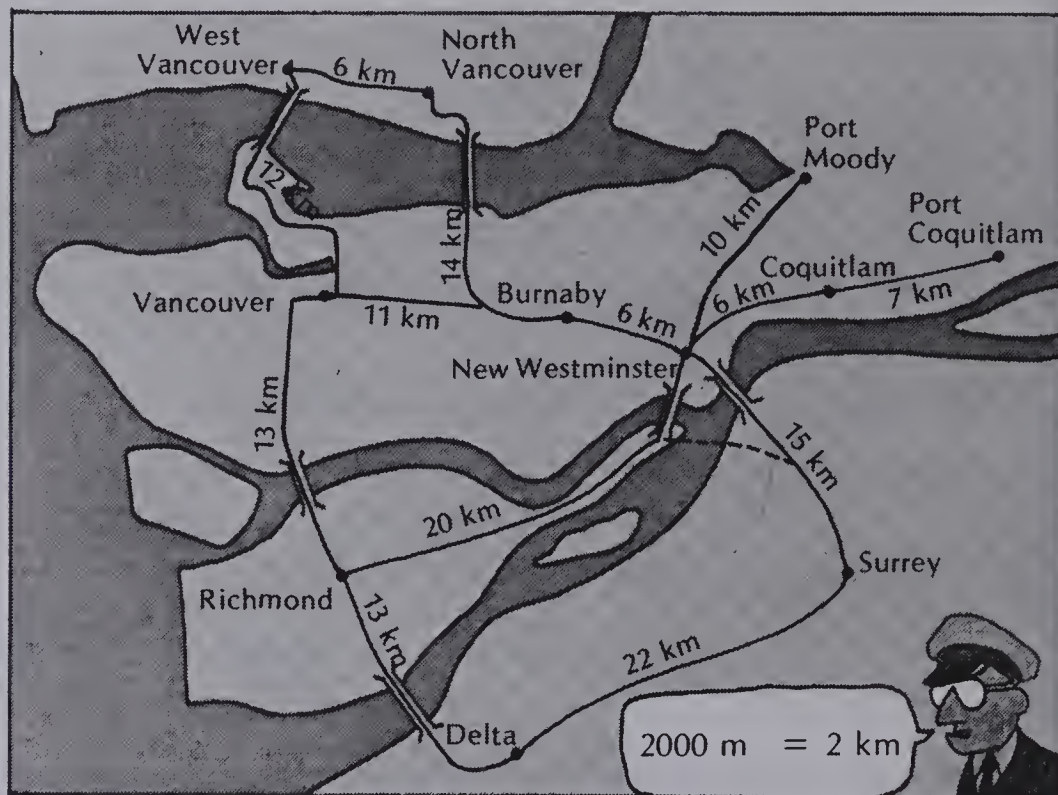 West
Vancouver
6 km
North
Vancouver
Port
Moody
12 km
14 km
10 km
Port
Coquitlam
Coquitlam
6 km
7 km
Vancouver
11 km
Burnaby
6 km
New Westminster
13 km
15 km
20 km
Richmond
Surrey
13 km
22 km
Delta
2000 m = 2 km